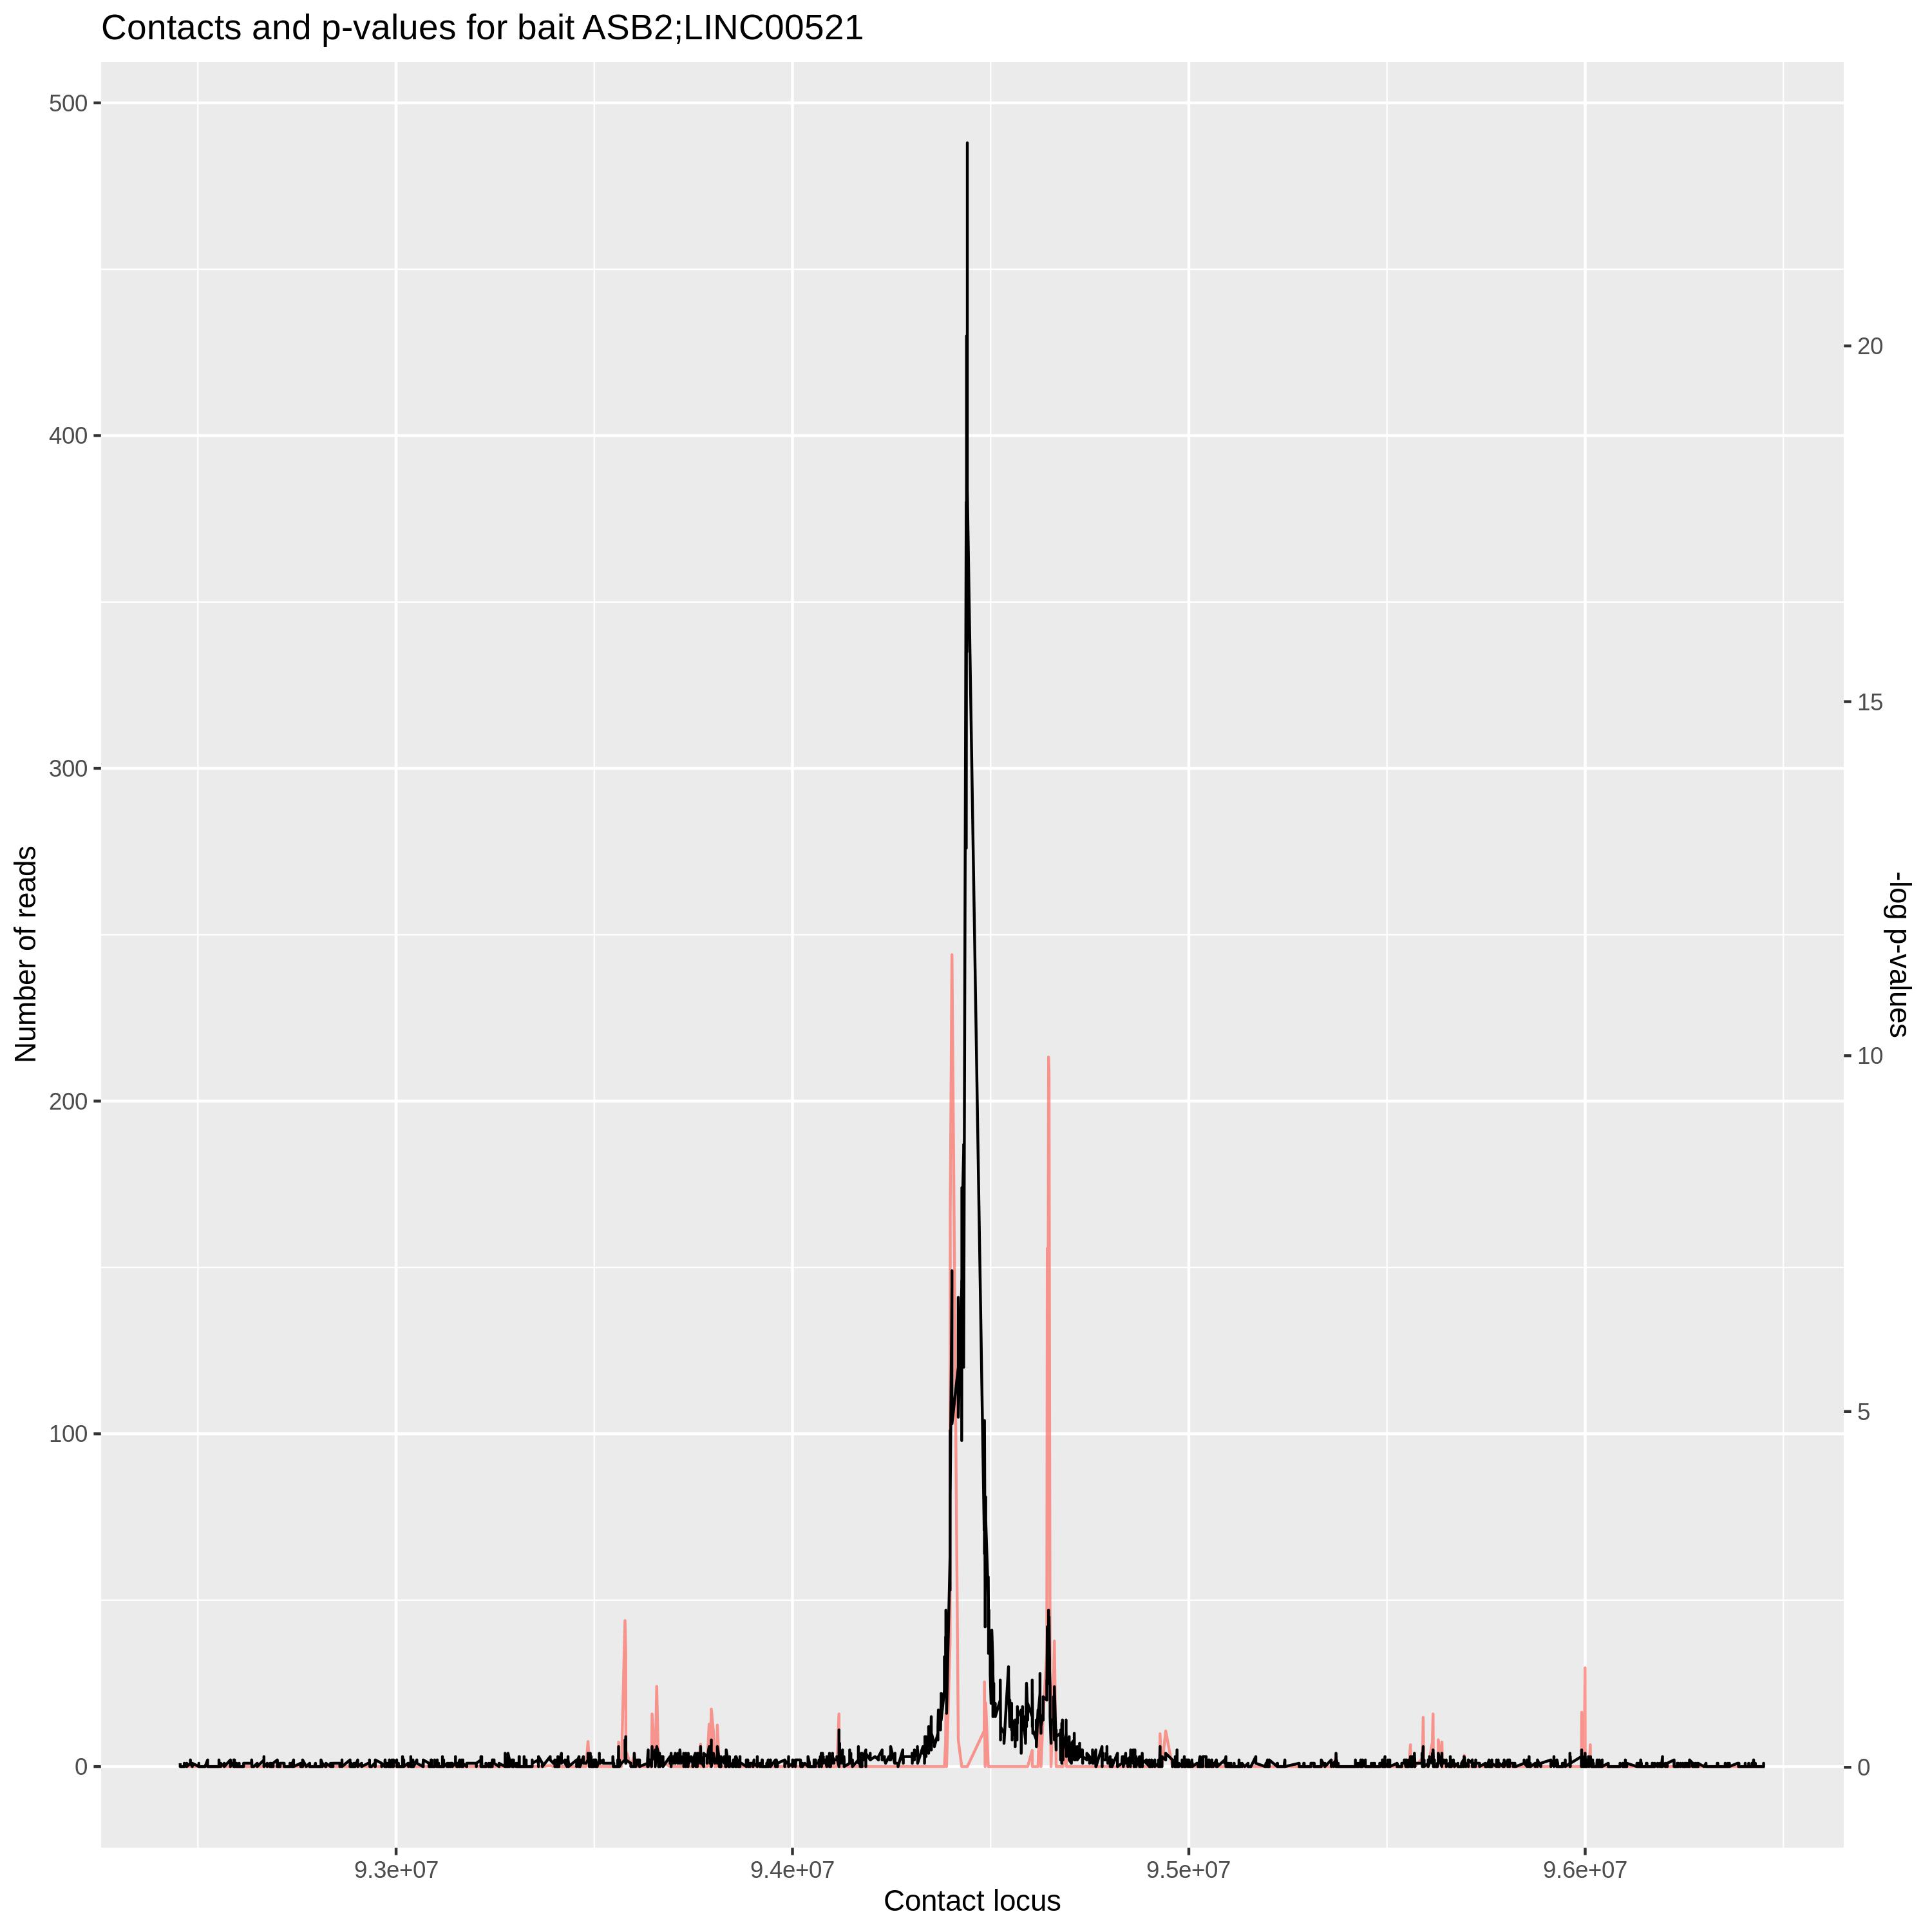 Contacts and p-values for bait ASB2;LINC00521
500
400
300
200
100
0
Number of reads
20
15
10
5
0
-log p-values
9.3e+07
9.4e+07
9.5e+07
9.6e+07
Contact locus